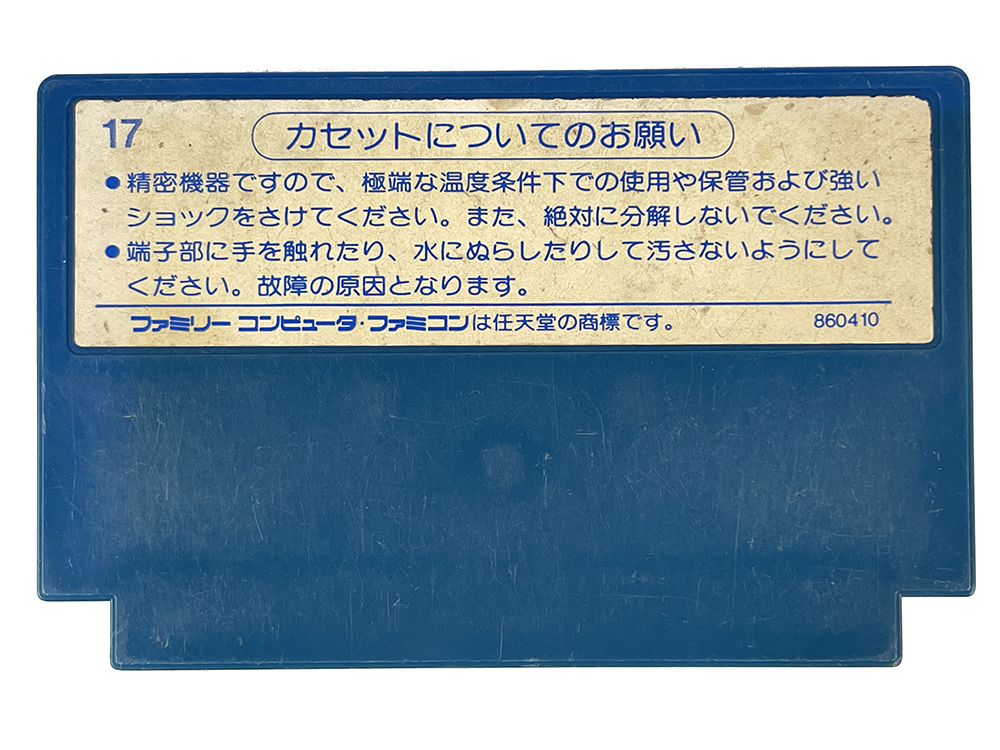 17
カセットについてのお願い
●精密機器ですので、極端な温度条件下での使用や保管および強い
ショックをさけてください。また、絶対に分解しないでください。
●端子部に手を触れたり、水にぬらしたりして汚さないようにして
ください。故障の原因となります。
ファミリーコンピュータ・ファミコンは任天堂の商標です。
860410